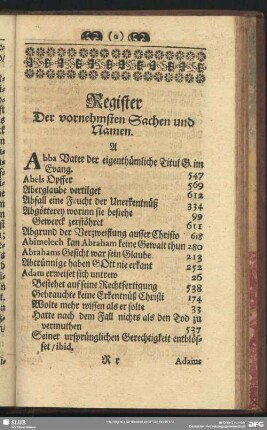 (o)
Register
Der vornehmsten Sachen und
Namen.
A
Abba Vater der eigenthümliche Titul G. im
Evang. 547
Abels Opffer 569
Aberglaube vertilget 612
Abfall eine Frucht der Unerkentnüß 334
Abgötterey worinn sie bestehe 99
Gewerck zerstöhret 611
Abgrund der Verzweiflung ausser Christo 618
Abimelech kan Abraham keine Gewalt thun 280
Abrahams Gesicht war sein Glaube 213
Abtrünnige haben GOtt nie erkant 252
Adam erweiset sich untreu 26
Bestehet auf seine Rechtfertigung 538
Gebrauchte keine Erkentnüß Christi 174
Wolte mehr wissen als er solte 33
Hatte nach dem Fall nichts als den Tod zu
vermuthen 537
Seiner ursprünglichen Gerechtigkeit entblös-
set / ibid.
R r
Adams
SLUB
DFG